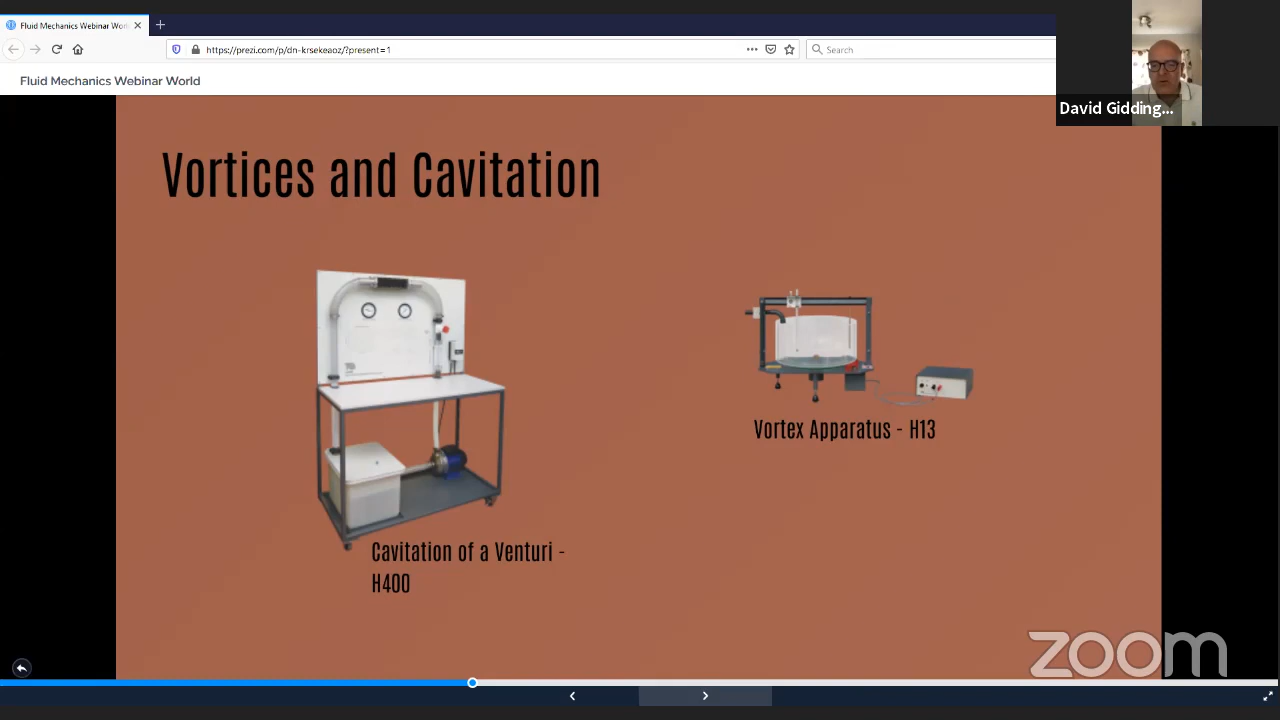 Fluid Mechanics Webinar Worl
https://prezi.com/p/dn-krsekeaoz/?present=1
Search
Fluid Mechanics Webinar World
David Gidding...
Vortices and Cavitation
Vortex Apparatus - H13
Cavitation of a Venturi -
H400
zoom